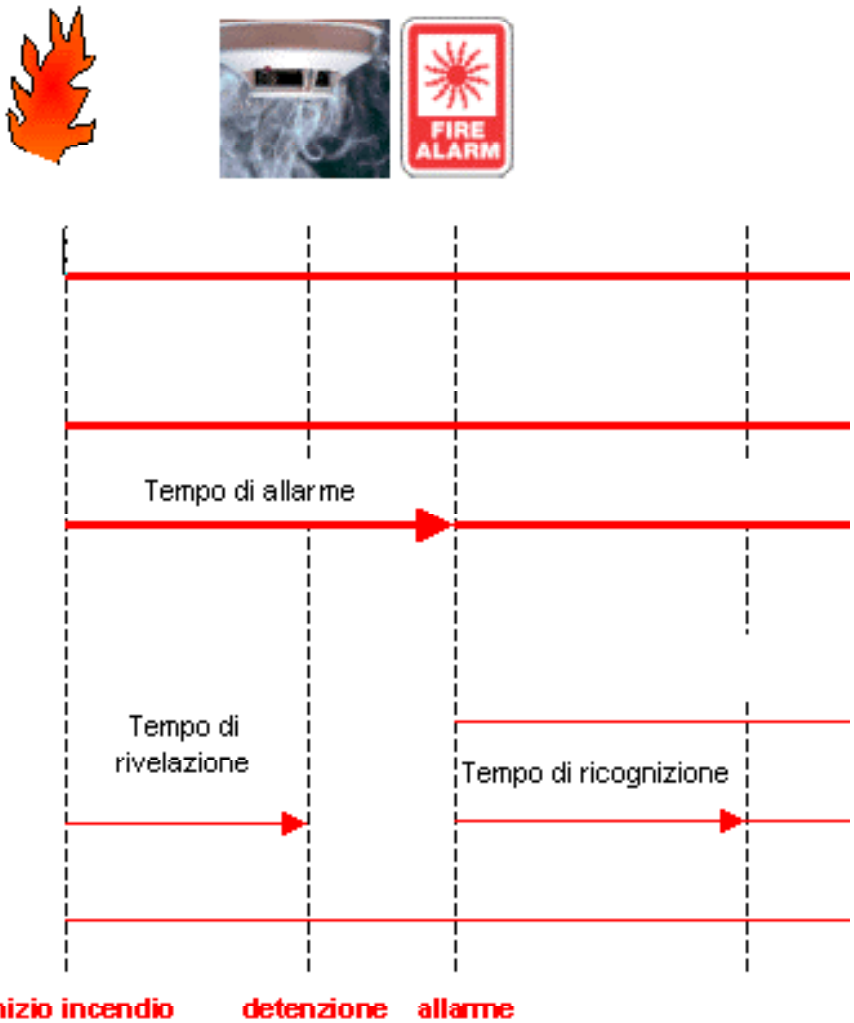 FIRE
ALARM
Tempo di allarme
Tempo di
rivelazione
Tempo di ricognizione
nizio incendio detenzione allarme